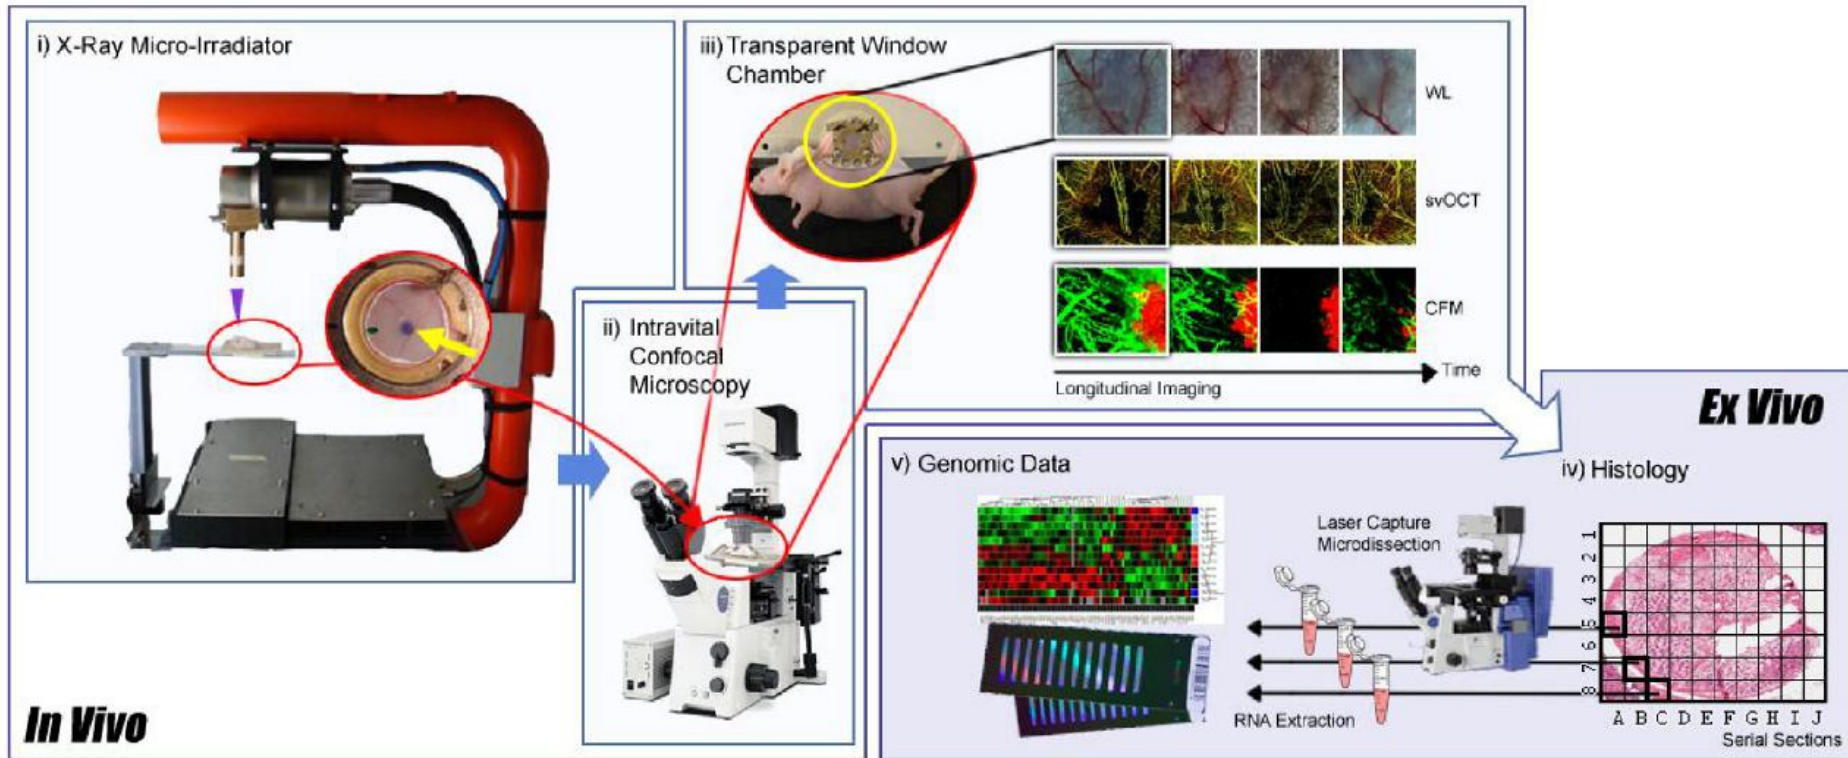 i) X-Ray Micro-Irradiator
ii) Intravital
Confocal
Microscopy
iii) Transparent Window
Chamber
WL
svOCT
CFM
Time
Longitudinal Imaging
In Vivo
Ex Vivo
iv) Histology
v) Genomic Data
Laser Capture
Microdissection
RNA Extraction
1
2
3
4
5
6
7
8
A B C D E F G H I J
Serial Sections